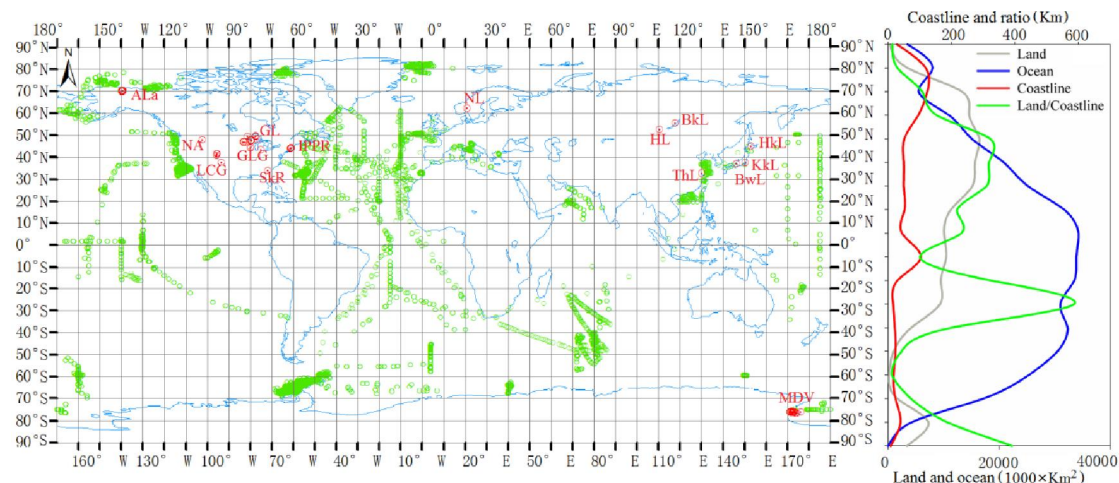 180° W 150° W 120° W 90° W 60° W 30° W 0° E 30° E 60° E 90° E 120° E 150° E 180° E
90° N
80° N
70° N
60° N
50° N
40° N
30° N
20° N
10° N
0°
10° S
20° S
30° S
40° S
50° S
60° S
70° S
80° S
90° S
N
ALa
NA
LCG
GL
GLG
SkR
IPPR
NL
BkL
HL
HkL
KkL
ThL
BwL
MDV
90° N
80° N
70° N
60° N
50° N
40° N
30° N
20° N
10° N
0°
10° S
20° S
30° S
40° S
50° S
60° S
70° S
80° S
90° S
160° W 130° W 100° W 70° W 40° W 10° W 20° E 50° E 80° E 110° E 140° E 170° E
Coastline and ratio (Km)
0 200 400 600
Land
Ocean
Coastline
Land/Coastline
0 20000 40000
Land and ocean (1000×Km²)